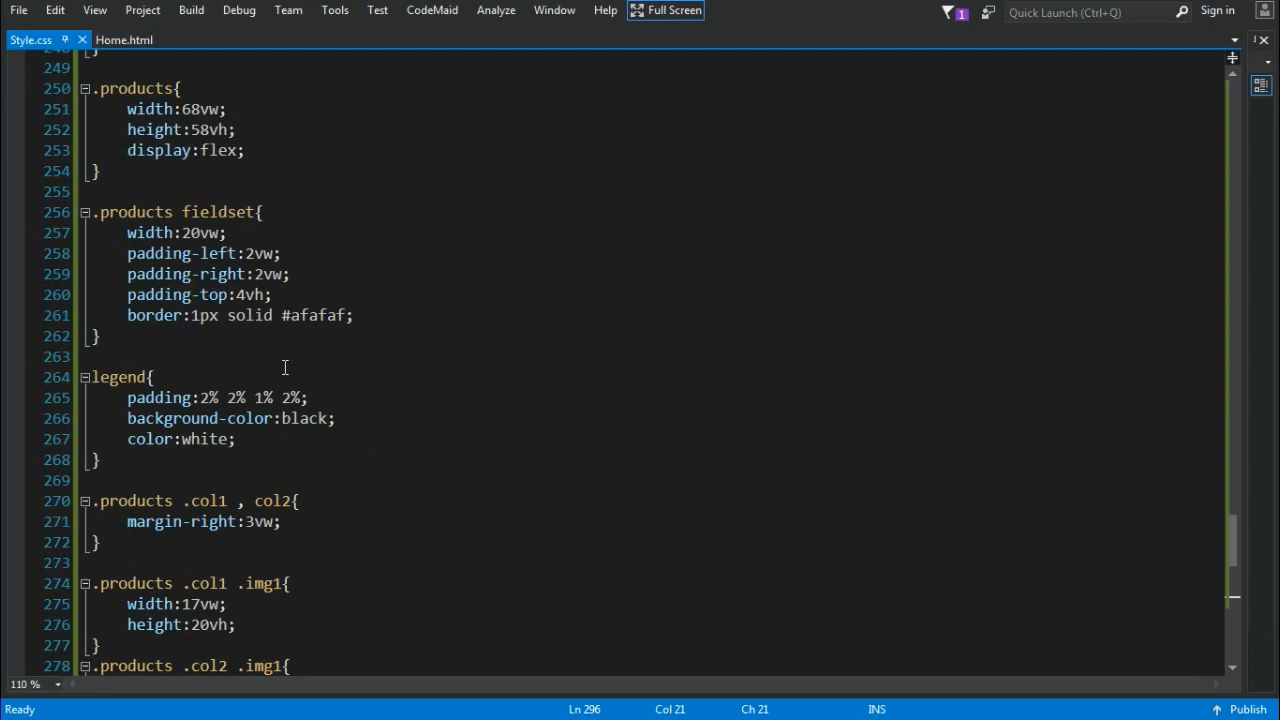 File Edit View Project Build Debug Team Tools Test CodeMaid Analyze Window Help Full Screen 1 Quick Launch (Ctrl+Q) Sign in
Style.css Home.html
249
250 .products{
251 width:68vw;
252 height:58vh;
253 display:flex;
254 }
255
256 .products fieldset{
257 width:20vw;
258 padding-left:2vw;
259 padding-right:2vw;
260 padding-top:4vh;
261 border:1px solid #afafaf;
262 }
263
264 legend{
265 padding:2% 2% 1% 2%;
266 background-color:black;
267 color:white;
268 }
269
270 .products .col1 , col2{
271 margin-right:3vw;
272 }
273
274 .products .col1 .img1{
275 width:17vw;
276 height:20vh;
277 }
278 .products .col2 .img1{
110 %
Ready Ln 296 Col 21 Ch 21 INS Publish